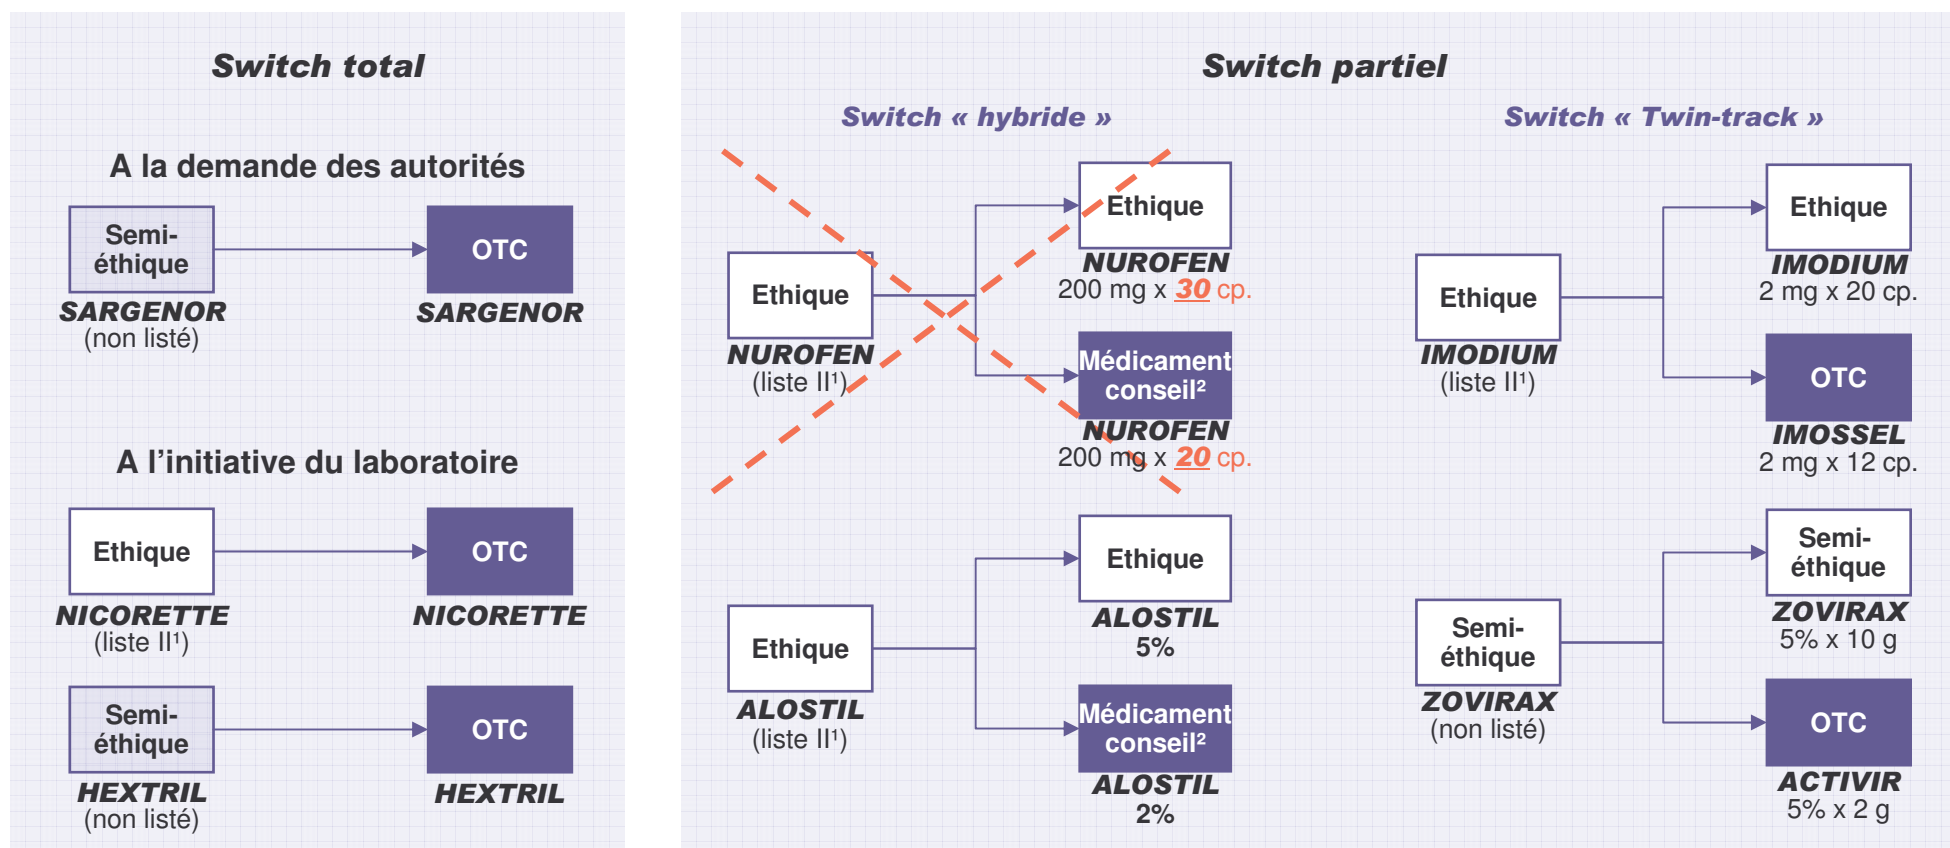 Switch total
A la demande des autorités
Semi-
éthique
SARGENOR
(non listé)
OTC
SARGENOR
A l'initiative du laboratoire
Ethique
NICORETTE
(liste II¹)
OTC
NICORETTE
Semi-
éthique
HEXTRIL
(non listé)
OTC
HEXTRIL
Switch partiel
Switch « hybride »
Ethique
NUROFEN
(liste II¹)
Ethique
NUROFEN
200 mg x 30 cp.
Médicament
conseil²
NUROFEN
200 mg x 20 cp.
Ethique
ALOSTIL
(liste II¹)
Ethique
ALOSTIL
5%
Médicament
conseil²
ALOSTIL
2%
Switch « Twin-track »
Ethique
IMODIUM
(liste II¹)
Ethique
IMODIUM
2 mg x 20 cp.
OTC
IMOSSEL
2 mg x 12 cp.
Semi-
éthique
ZOVIRAX
(non listé)
Semi-
éthique
ZOVIRAX
5% x 10 g
OTC
ACTIVIR
5% x 2 g